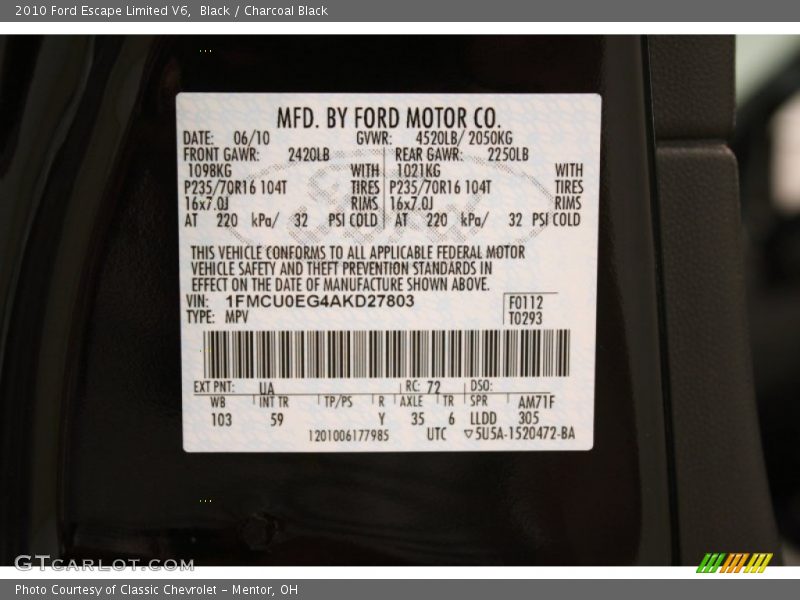 2010 Ford Escape Limited V6,  Black / Charcoal Black
MFD. BY FORD MOTOR CO.
DATE: 06/10 GVWR: 4520LB/ 2050KG
FRONT GAWR: 2420LB REAR GAWR: 2250LB
1098KG WITH 1021KG WITH
P235/70R16 104T TIRES P235/70R16 104T TIRES
16x7.0J RIMS 16x7.0J RIMS
AT 220 kPa/ 32 PSI COLD AT 220 kPa/ 32 PSI COLD
THIS VEHICLE CONFORMS TO ALL APPLICABLE FEDERAL MOTOR
VEHICLE SAFETY AND THEFT PREVENTION STANDARDS IN
EFFECT ON THE DATE OF MANUFACTURE SHOWN ABOVE.
VIN: 1FMCU0EG4AKD27803 F0112
TYPE: MPV T0293
EXT PNT: UA RC: 72 DSO:
WB INT TR TP/PS R AXLE TR SPR AM71F
103 59 Y 35 6 LLDD 305
1201006177985 UTC ▽5U5A-1520472-BA
GTCARLOT.COM
Photo Courtesy of Classic Chevrolet - Mentor, OH